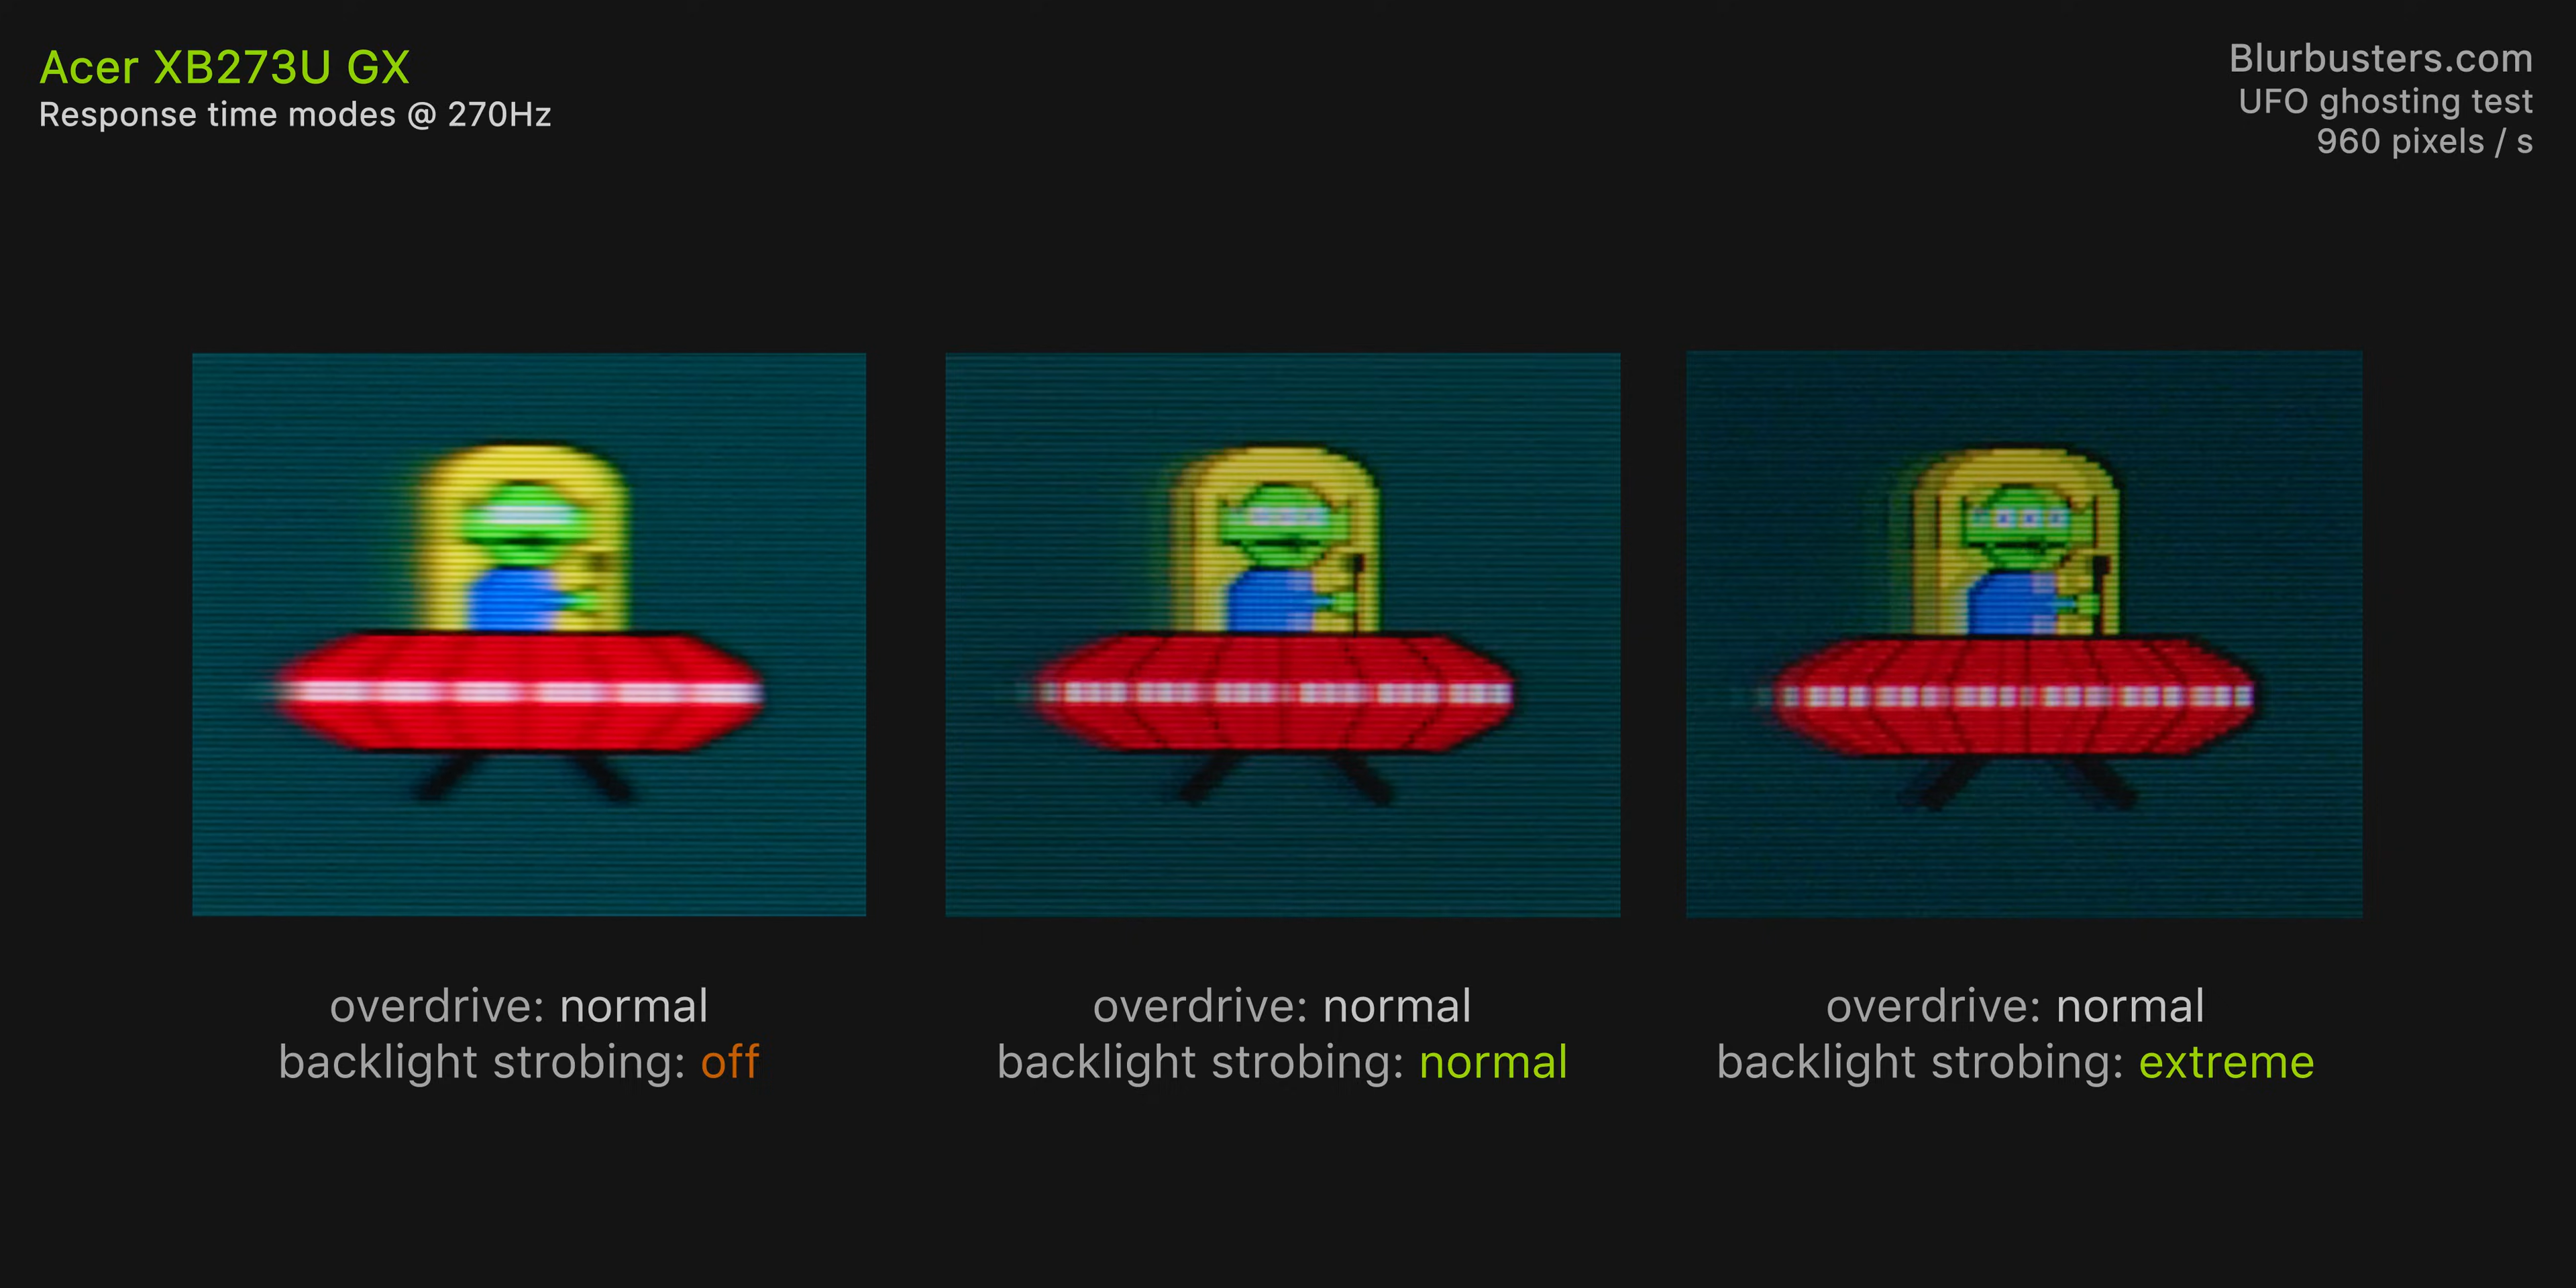 Acer XB273U GX
Response time modes @ 270Hz
Blurbusters.com
UFO ghosting test
960 pixels / s
overdrive: normal
backlight strobing: off
overdrive: normal
backlight strobing: normal
overdrive: normal
backlight strobing: extreme